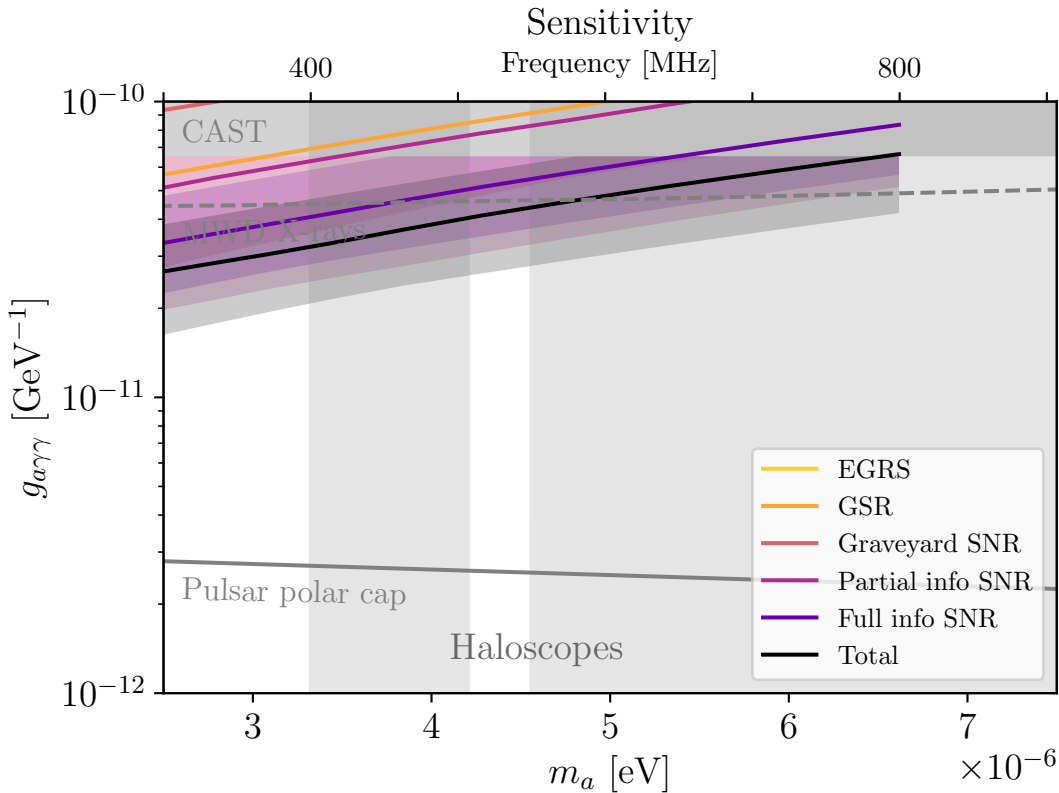 Sensitivity
Frequency [MHz]
400
800
10⁻¹⁰
CAST
MWD X-rays
10⁻¹¹
g_{aγγ} [GeV⁻¹]
EGRS
GSR
Graveyard SNR
Partial info SNR
Full info SNR
Total
Pulsar polar cap
Haloscopes
10⁻¹²
3 4 5 6 7
m_a [eV]
×10⁻⁶